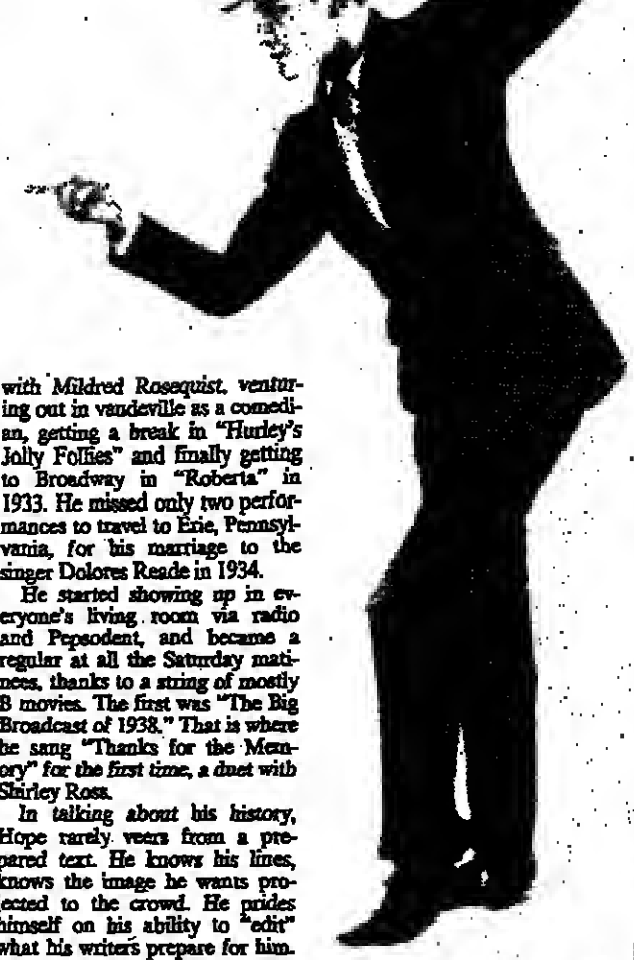 with Mildred Rosequist, ventur-
ing out in vaudeville as a comedi-
an, getting a break in "Hurley's
Jolly Follies" and finally getting
to Broadway in "Roberta" in
1933. He missed only two perfor-
mances to travel to Erie, Pennsyl-
vania, for his marriage to the
singer Dolores Reade in 1934.
He started showing up in ev-
eryone's living room via radio
and Pepsodent, and became a
regular at all the Saturday mati-
nees, thanks to a string of mostly
B movies. The first was "The Big
Broadcast of 1938." That is where
he sang "Thanks for the Mem-
ory" for the first time, a duet with
Shirley Ross.
In talking about his history,
Hope rarely veers from a pre-
pared text. He knows his lines,
knows the image he wants pro-
jected to the crowd. He prides
himself on his ability to "edit"
what his writers prepare for him.